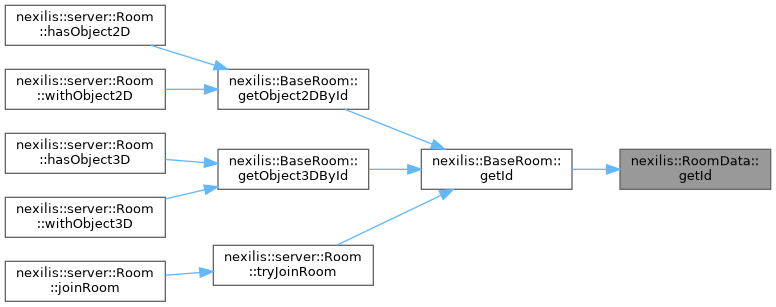 nexilis::server::Room
::hasObject2D
nexilis::server::Room
::withObject2D
nexilis::server::Room
::hasObject3D
nexilis::server::Room
::withObject3D
nexilis::server::Room
::joinRoom
nexilis::BaseRoom::
getObject2DById
nexilis::BaseRoom::
getObject3DById
nexilis::server::Room
::tryJoinRoom
nexilis::BaseRoom::
getId
nexilis::RoomData::
getId